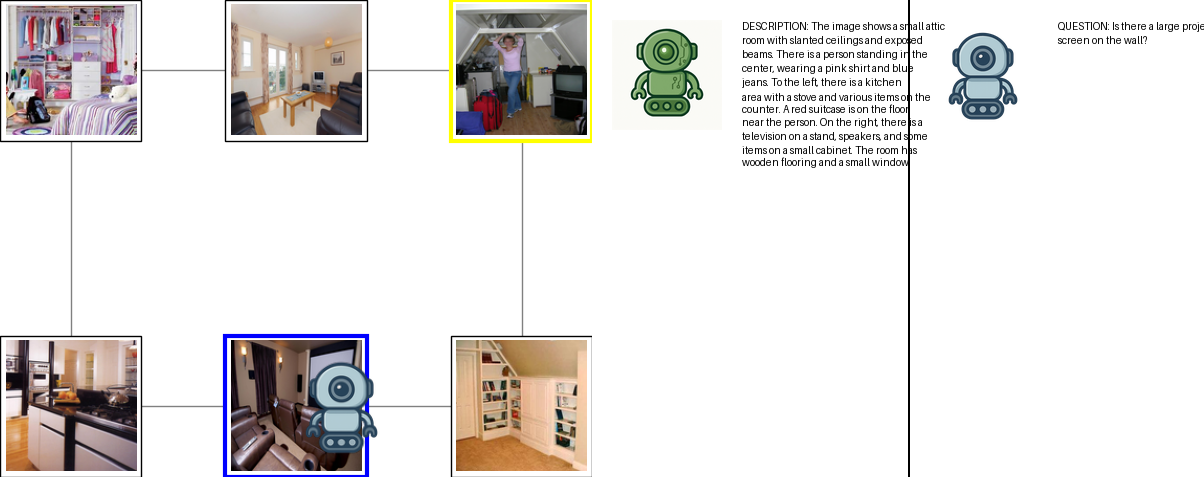 DESCRIPTION: The image shows a small attic
room with slanted ceilings and exposed
beams. There is a person standing in the
center, wearing a pink shirt and blue
jeans. To the left, there is a kitchen
area with a stove and various items on the
counter. A red suitcase is on the floor
near the person. On the right, there is a
television on a stand, speakers, and some
items on a small cabinet. The room has
wooden flooring and a small window.
QUESTION: Is there a large proje
screen on the wall?